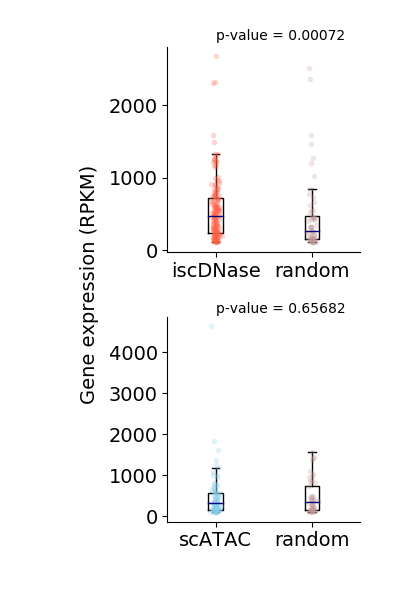 p-value = 0.00072
2000
1000
0
iscDNase random
Gene expression (RPKM)
p-value = 0.65682
4000
3000
2000
1000
0
scATAC random